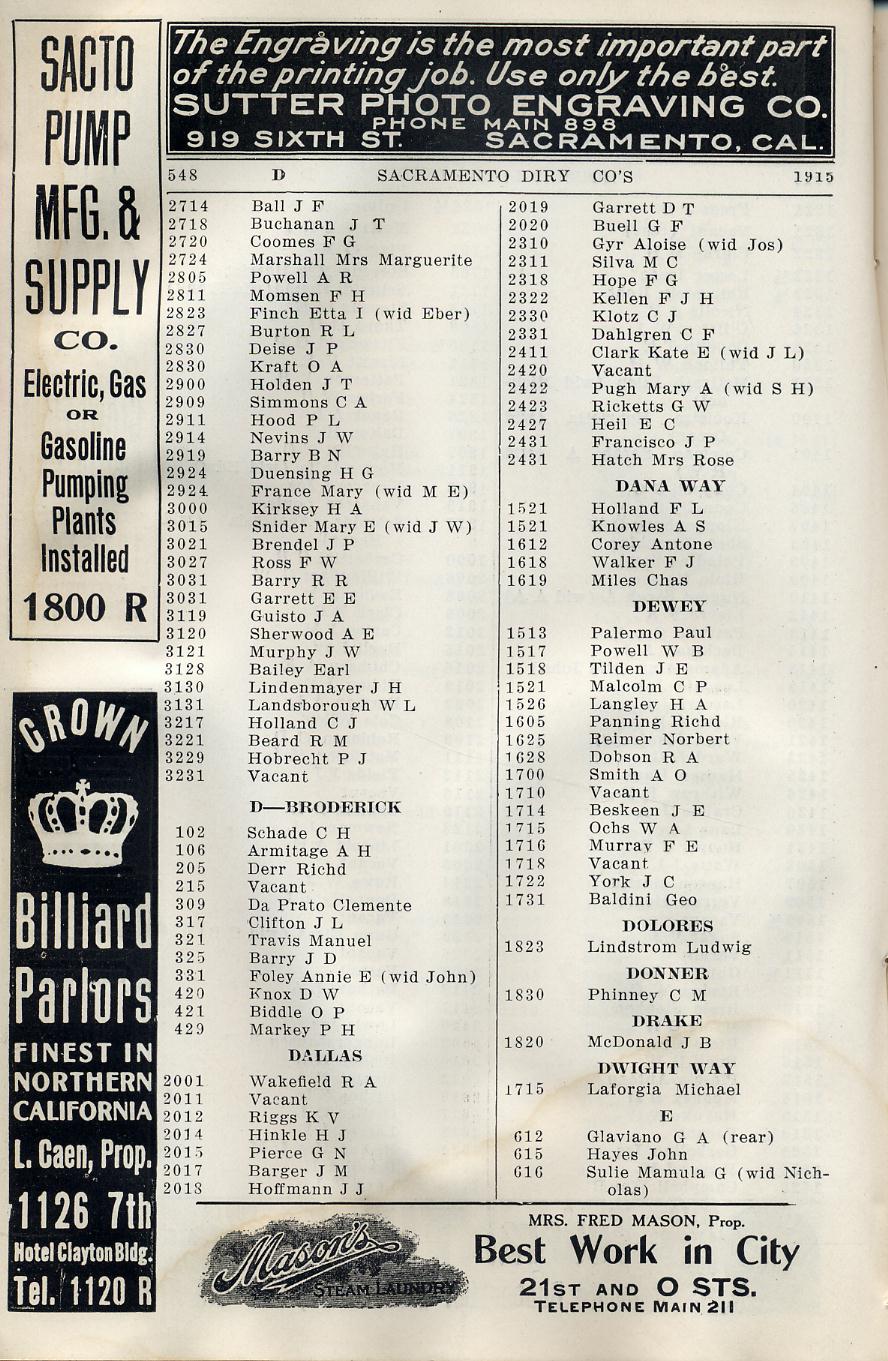 SACTO
PUMP
MFG. &
SUPPLY
CO.
Electric, Gas
OR
Gasoline
Pumping
Plants
Installed
1800 R
CROWN
Billiard
Parlors
FINEST IN
NORTHERN
CALIFORNIA
L. Caen, Prop.
1126 7th
Hotel Clayton Bldg.
Tel. 1120 R
The Engraving is the most important part
of the printing job. Use only the best.
SUTTER PHOTO ENGRAVING CO.
PHONE MAIN 898
919 SIXTH ST. SACRAMENTO, CAL.
548 D SACRAMENTO DIRY CO'S 1915
2714 Ball J F
2718 Buchanan J T
2720 Coomes F G
2724 Marshall Mrs Marguerite
2805 Powell A R
2811 Momsen F H
2823 Finch Etta I (wid Eber)
2827 Burton R L
2830 Deise J P
2830 Kraft O A
2900 Holden J T
2909 Simmons C A
2911 Hood P L
2914 Nevins J W
2919 Barry B N
2924 Duensing H G
2924 France Mary (wid M E)
3000 Kirksey H A
3015 Snider Mary E (wid J W)
3021 Brendel J P
3027 Ross F W
3031 Barry R R
3031 Garrett E E
3119 Guisto J A
3120 Sherwood A E
3121 Murphy J W
3128 Bailey Earl
3130 Lindenmayer J H
3131 Landsborough W L
3217 Holland C J
3221 Beard R M
3229 Hobrecht P J
3231 Vacant
D—BRODERICK
102 Schade C H
106 Armitage A H
205 Derr Richd
215 Vacant
309 Da Prato Clemente
317 Clifton J L
321 Travis Manuel
325 Barry J D
331 Foley Annie E (wid John)
420 Knox D W
421 Biddle O P
429 Markey P H
DALLAS
2001 Wakefield R A
2011 Vacant
2012 Riggs K V
2014 Hinkle H J
2015 Pierce G N
2017 Barger J M
2018 Hoffmann J J
2019 Garrett D T
2020 Buell G F
2310 Gyr Aloise (wid Jos)
2311 Silva M C
2318 Hope F G
2322 Kellen F J H
2330 Klotz C J
2331 Dahlgren C F
2411 Clark Kate E (wid J L)
2420 Vacant
2422 Pugh Mary A (wid S H)
2423 Ricketts G W
2427 Heil E C
2431 Francisco J P
2431 Hatch Mrs Rose
DANA WAY
1521 Holland F L
1521 Knowles A S
1612 Corey Antone
1618 Walker F J
1619 Miles Chas
DEWEY
1513 Palermo Paul
1517 Powell W B
1518 Tilden J E
1521 Malcolm C P
1526 Langley H A
1605 Panning Richd
1625 Reimer Norbert
1628 Dobson R A
1700 Smith A O
1710 Vacant
1714 Beskeen J E
1715 Ochs W A
1716 Murray F E
1718 Vacant
1722 York J C
1731 Baldini Geo
DOLORES
1823 Lindstrom Ludwig
DONNER
1830 Phinney C M
DRAKE
1820 McDonald J B
DWIGHT WAY
1715 Laforgia Michael
E
612 Glaviano G A (rear)
615 Hayes John
616 Sulie Mamula G (wid Nich-
olas)
Mason's
STEAM LAUNDRY
MRS. FRED MASON, Prop.
Best Work in City
21ST AND O STS.
TELEPHONE MAIN 211